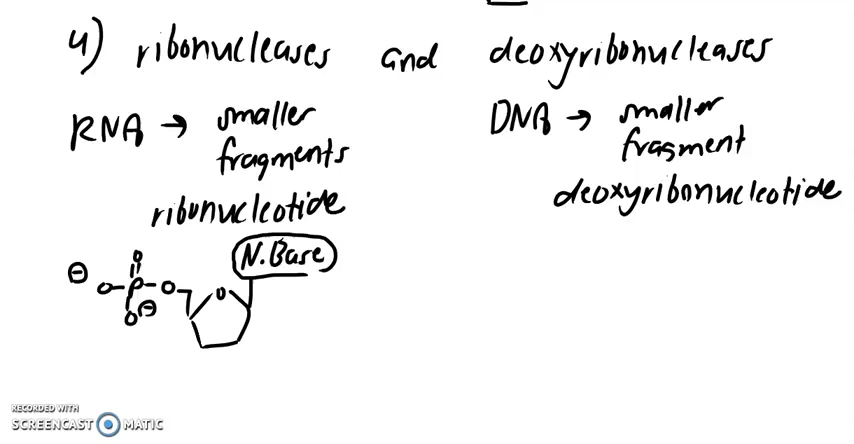 4) ribonucleases and deoxyribonucleases
RNA → smaller fragments
ribonucleotide
DNA → smaller fragment
deoxyribonucleotide
N.Base
O
⊖ O-P-O
O ⊖
O
RECORDED WITH
SCREENCAST MATIC